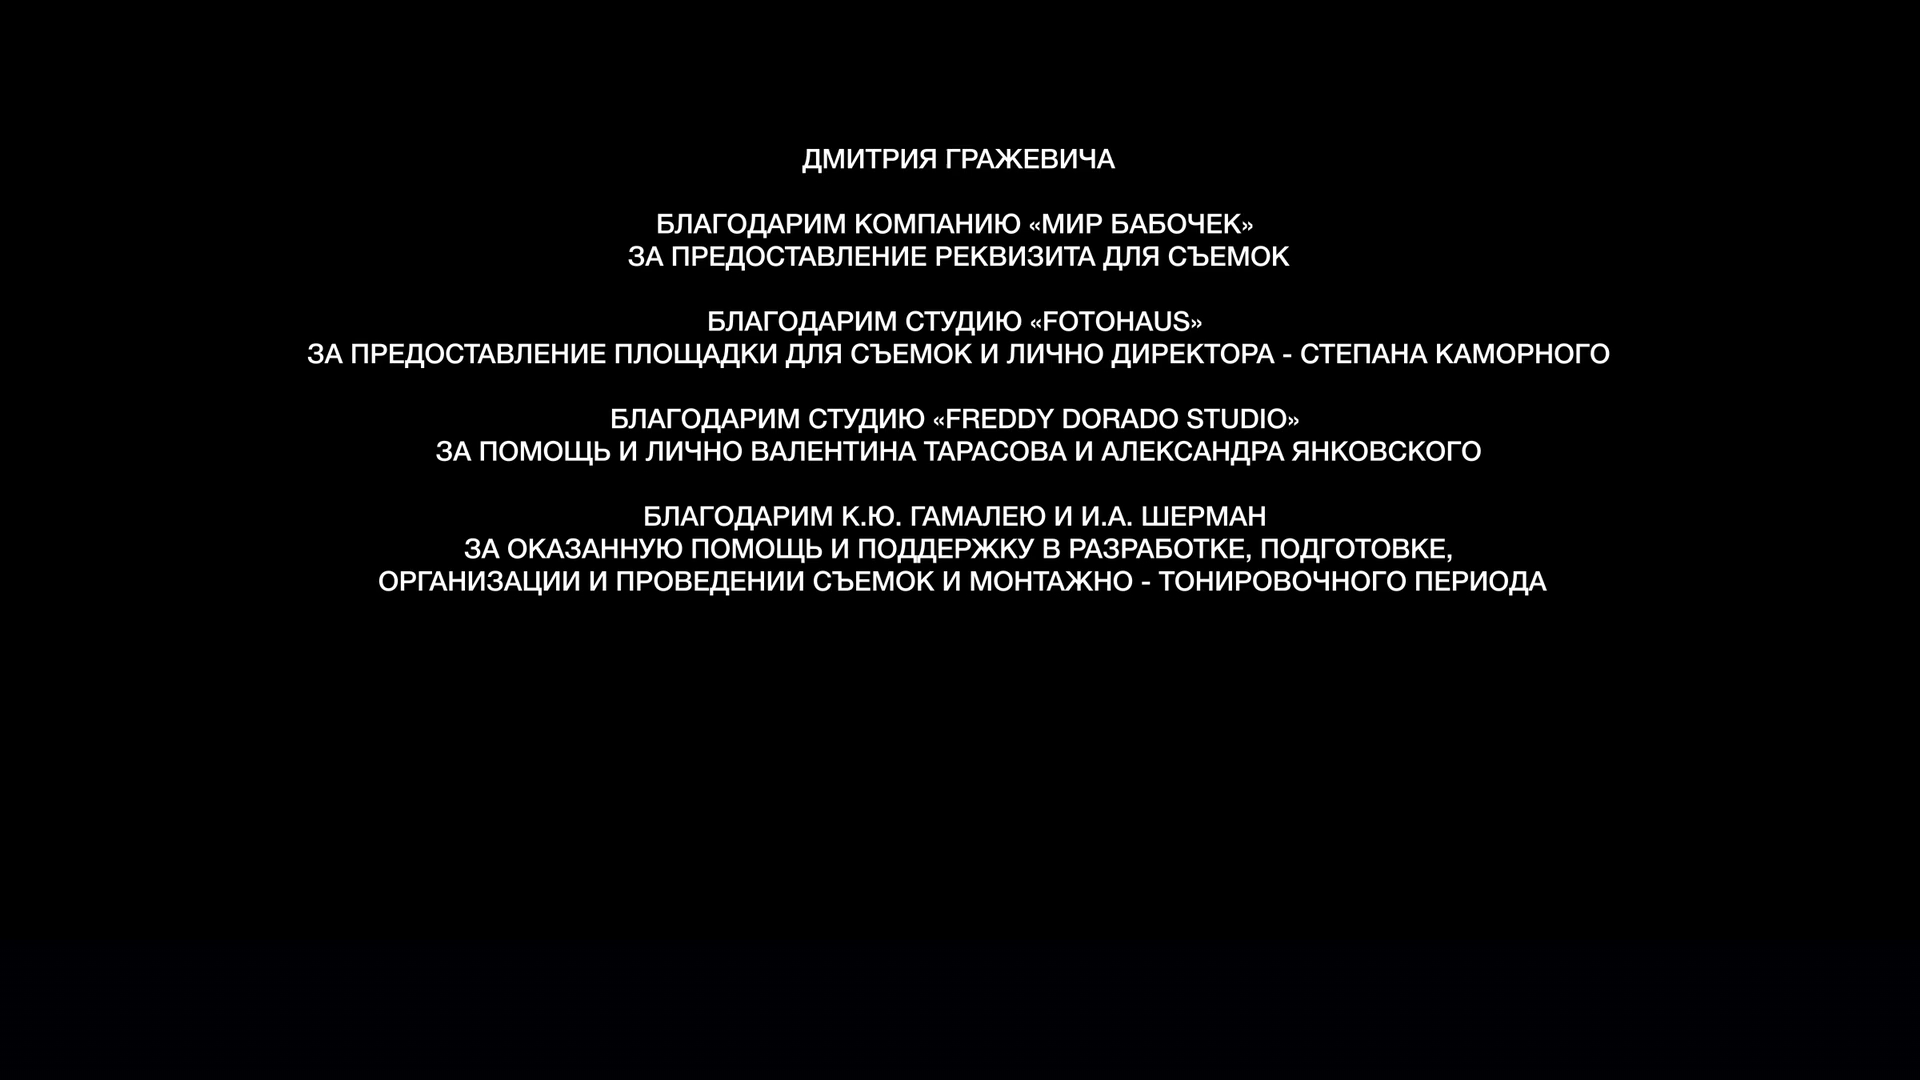 ДМИТРИЯ ГРАЖЕВИЧА
БЛАГОДАРИМ КОМПАНИЮ «МИР БАБОЧЕК»
ЗА ПРЕДОСТАВЛЕНИЕ РЕКВИЗИТА ДЛЯ СЪЕМОК
БЛАГОДАРИМ СТУДИЮ «FOTOHAUS»
ЗА ПРЕДОСТАВЛЕНИЕ ПЛОЩАДКИ ДЛЯ СЪЕМОК И ЛИЧНО ДИРЕКТОРА - СТЕПАНА КАМОРНОГО
БЛАГОДАРИМ СТУДИЮ «FREDDY DORADO STUDIO»
ЗА ПОМОЩЬ И ЛИЧНО ВАЛЕНТИНА ТАРАСОВА И АЛЕКСАНДРА ЯНКОВСКОГО
БЛАГОДАРИМ К.Ю. ГАМАЛЕЮ И И.А. ШЕРМАН
ЗА ОКАЗАННУЮ ПОМОЩЬ И ПОДДЕРЖКУ В РАЗРАБОТКЕ, ПОДГОТОВКЕ,
ОРГАНИЗАЦИИ И ПРОВЕДЕНИИ СЪЕМОК И МОНТАЖНО - ТОНИРОВОЧНОГО ПЕРИОДА